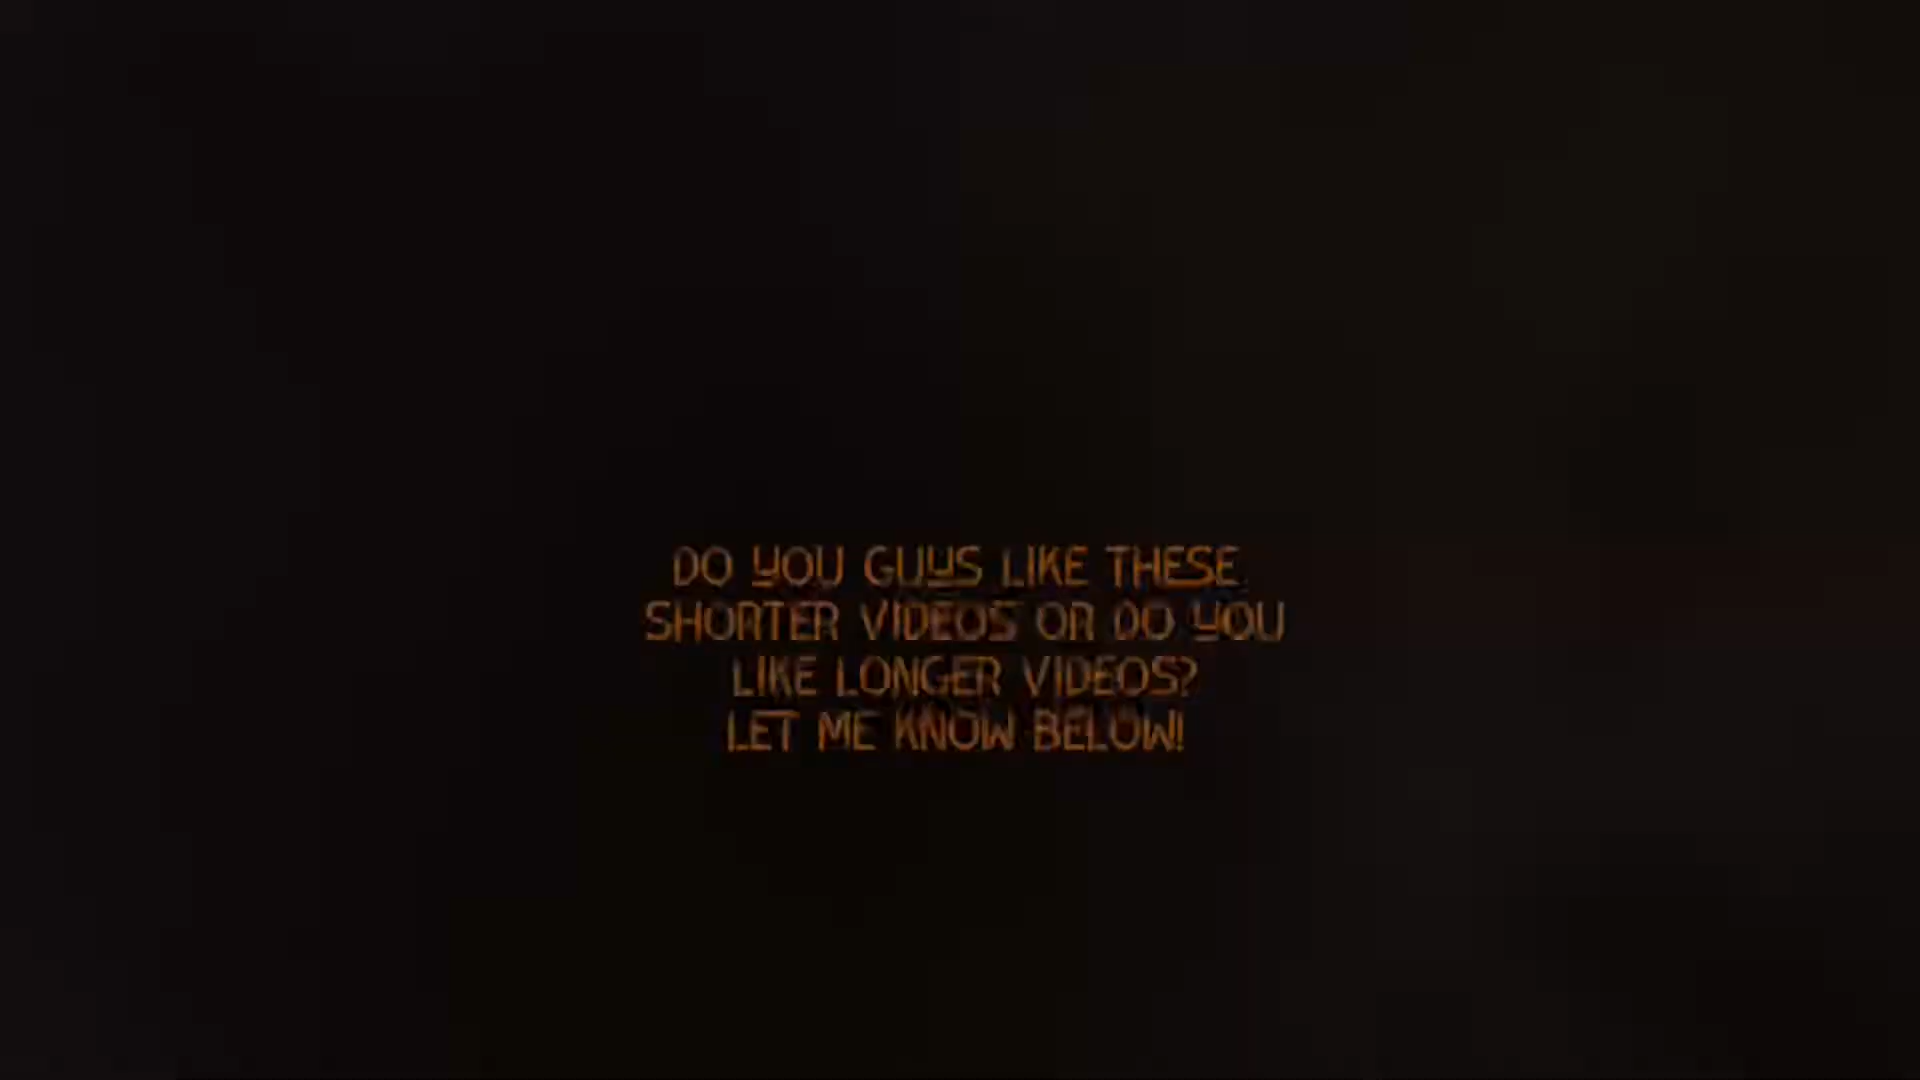 DO YOU GUYS LIKE THESE
SHORTER VIDEOS OR DO YOU
LIKE LONGER VIDEOS?
LET ME KNOW BELOW!